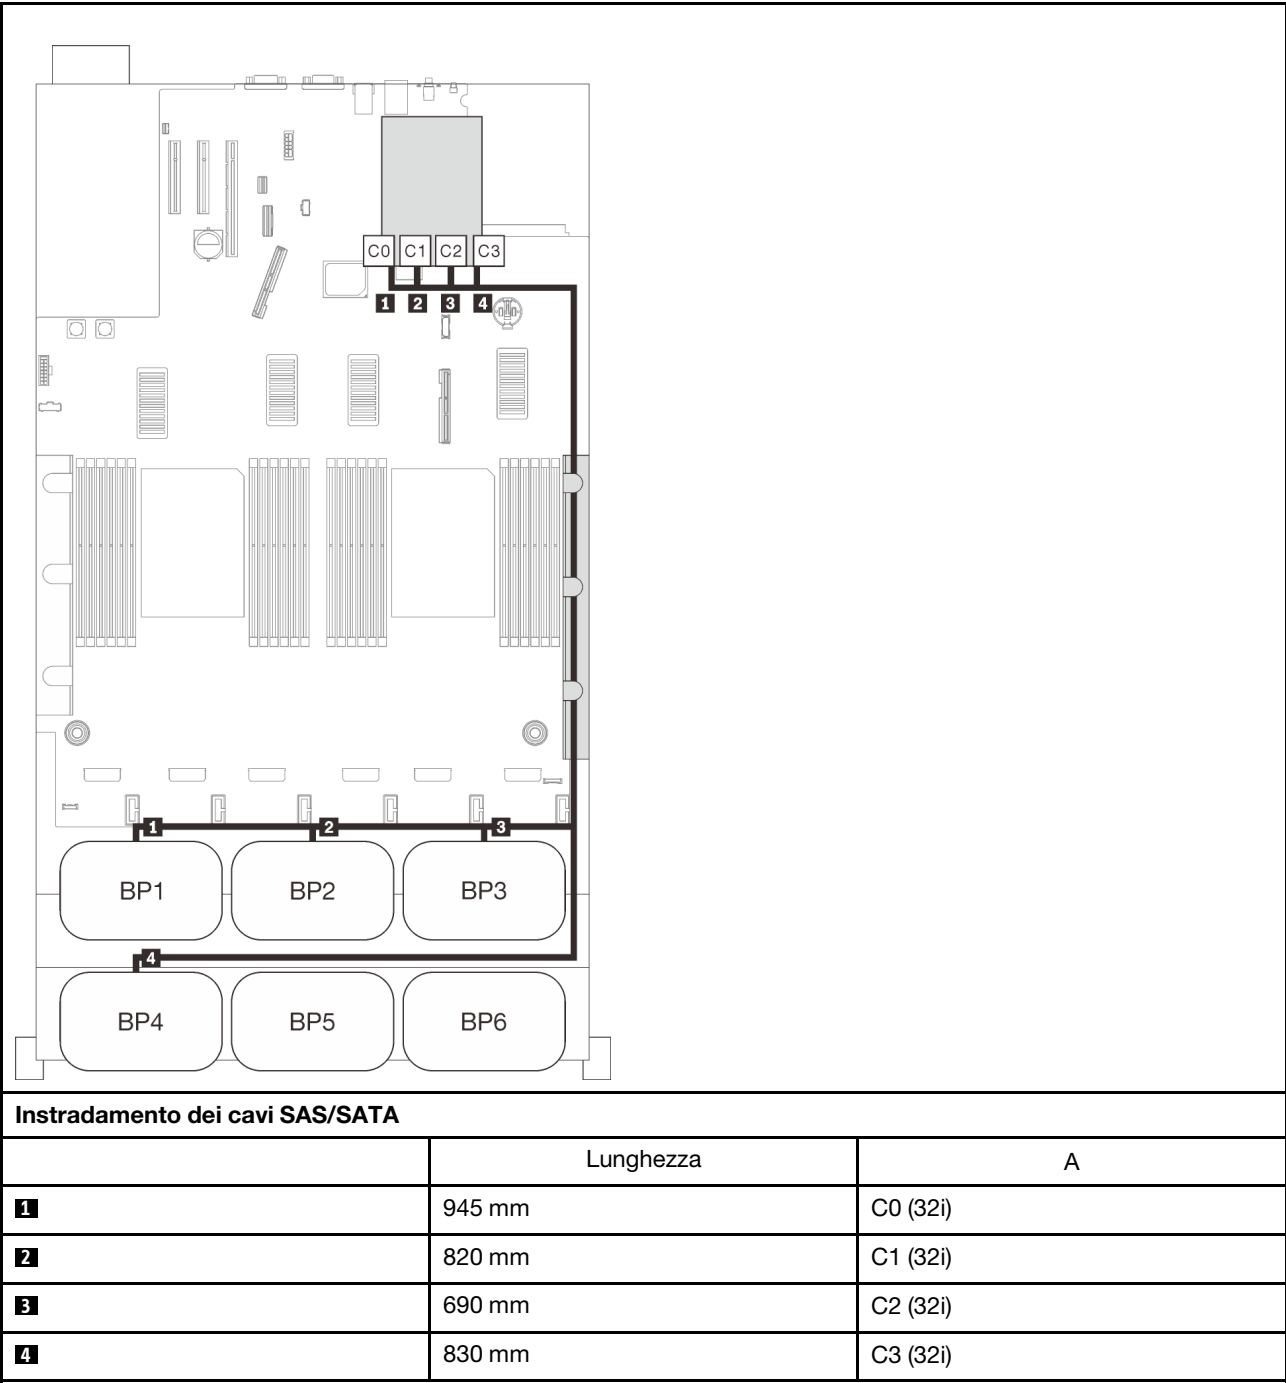 C0 C1 C2 C3
1 2 3 4
1 2 3
BP1 BP2 BP3
4
BP4 BP5 BP6
Instradamento dei cavi SAS/SATA
Lunghezza A
1 945 mm C0 (32i)
2 820 mm C1 (32i)
3 690 mm C2 (32i)
4 830 mm C3 (32i)